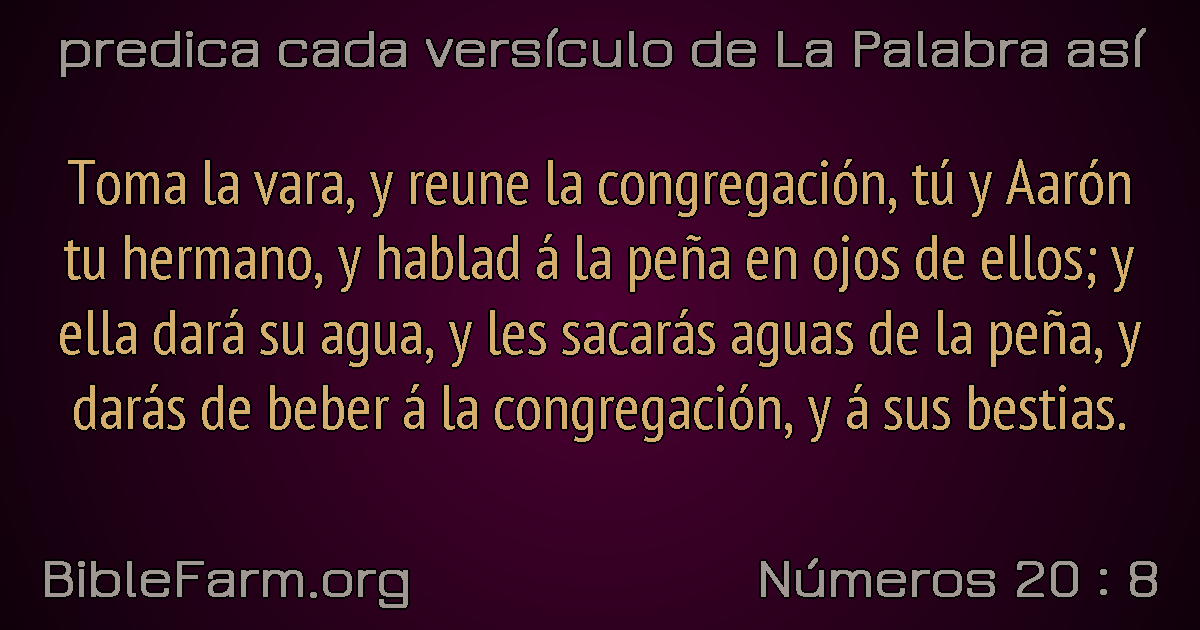 predica cada versículo de La Palabra así
Toma la vara, y reune la congregación, tú y Aarón
tu hermano, y hablad á la peña en ojos de ellos; y
ella dará su agua, y les sacarás aguas de la peña, y
darás de beber á la congregación, y á sus bestias.
BibleFarm.org
Números 20 : 8